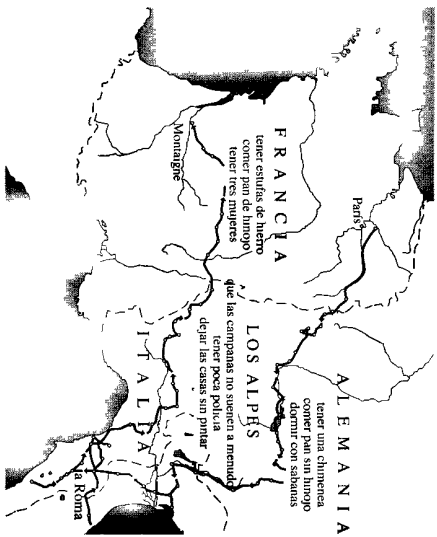 FRANCIA
tener estufas de hierro
comer pan de hinojo
tener tres mujeres
Montaigne
París
ALEMANIA
tener una chimenea
comer pan sin hinojo
dormir con sabanas
LOS ALPES
que las campanas no suenen a menudo
tener poca policía
dejar las casas sin pintar
ITALIA
la Roma